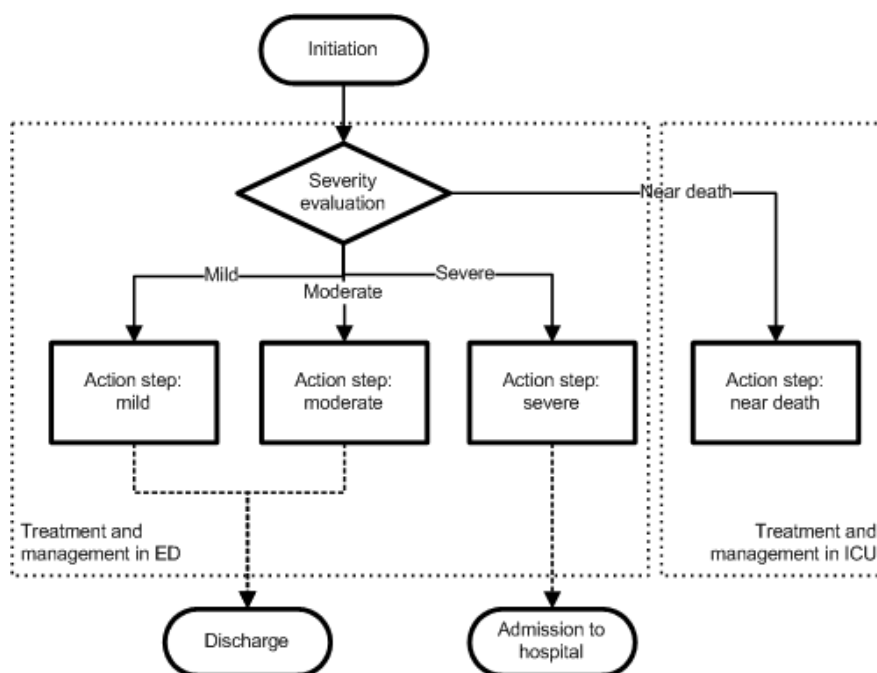 Initiation
Severity
evaluation
Near death
Mild
Moderate
Severe
Action step:
mild
Action step:
moderate
Action step:
severe
Action step:
near death
Treatment and
management in ED
Treatment and
management in ICU
Discharge
Admission to
hospital